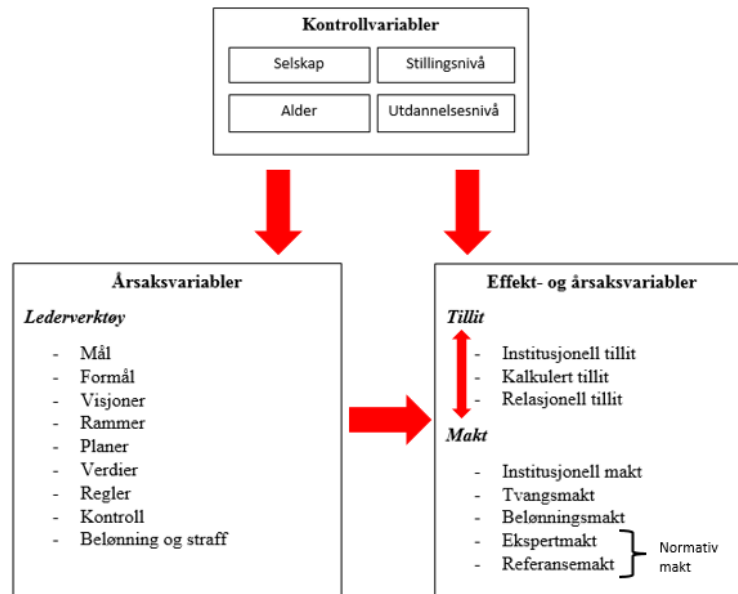 Kontrollvariabler
Selskap
Stillingsnivå
Alder
Utdannelsesnivå
Årsaksvariabler
Lederverktøy
- Mål
- Formål
- Visjoner
- Rammer
- Planer
- Verdier
- Regler
- Kontroll
- Belønning og straff
Effekt- og årsaksvariabler
Tillit
- Institusjonell tillit
- Kalkulert tillit
- Relasjonell tillit
Makt
- Institusjonell makt
- Tvangsmakt
- Belønningsmakt
- Ekspertmakt
- Referansemakt
Normativ
makt